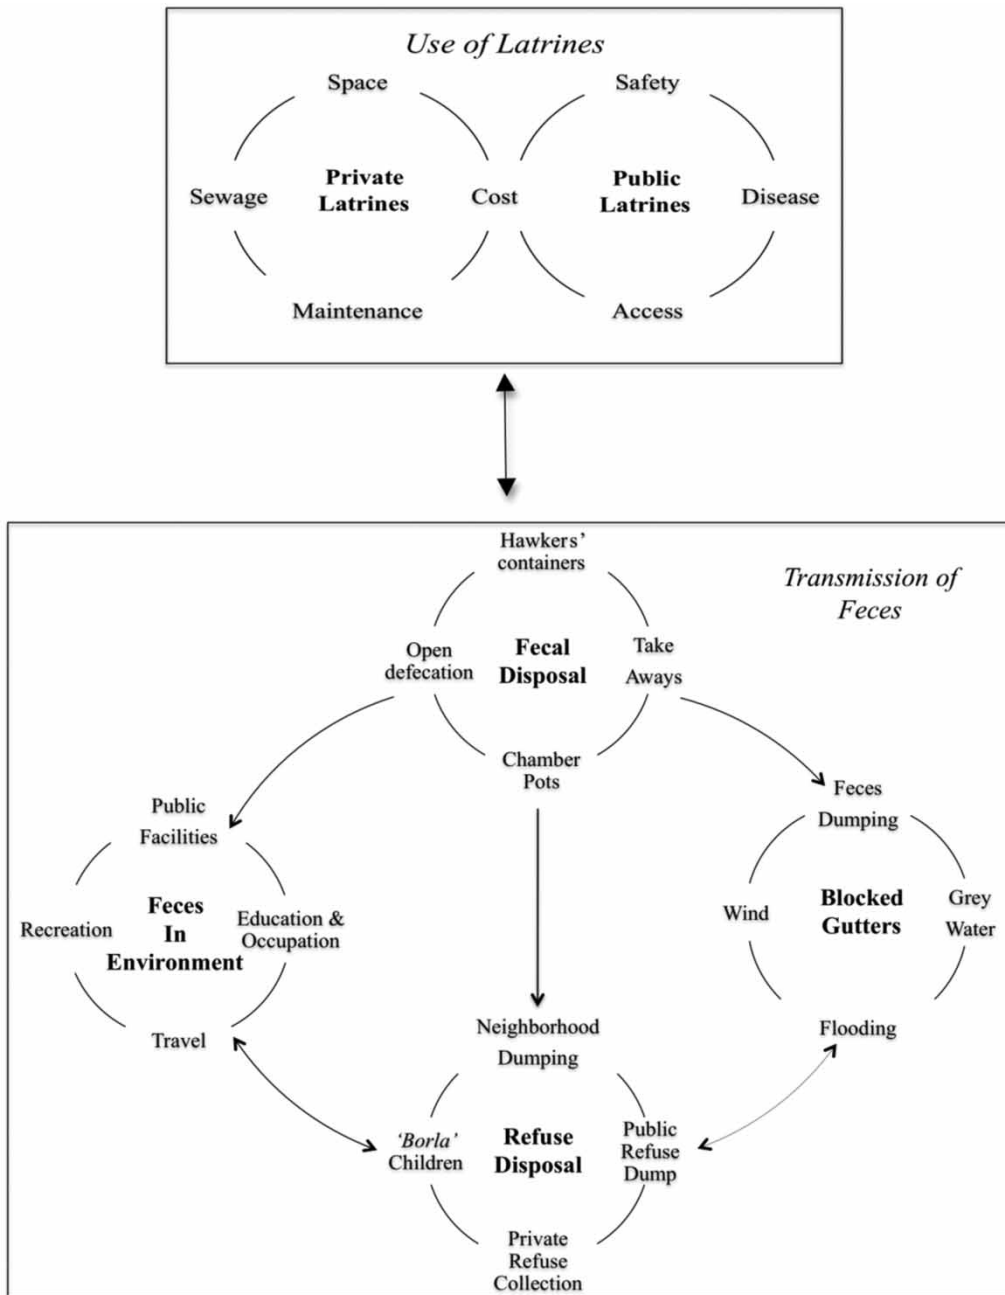 Use of Latrines
Space
Safety
Private
Latrines
Public
Latrines
Sewage
Cost
Disease
Maintenance
Access
Transmission of
Feces
Hawkers’
containers
Open
defecation
Fecal
Disposal
Take
Aways
Chamber
Pots
Public
Facilities
Recreation
Feces
In
Environment
Education &
Occupation
Travel
Feces
Dumping
Wind
Blocked
Gutters
Grey
Water
Flooding
Neighborhood
Dumping
‘Borla’
Children
Refuse
Disposal
Public
Refuse
Dump
Private
Refuse
Collection